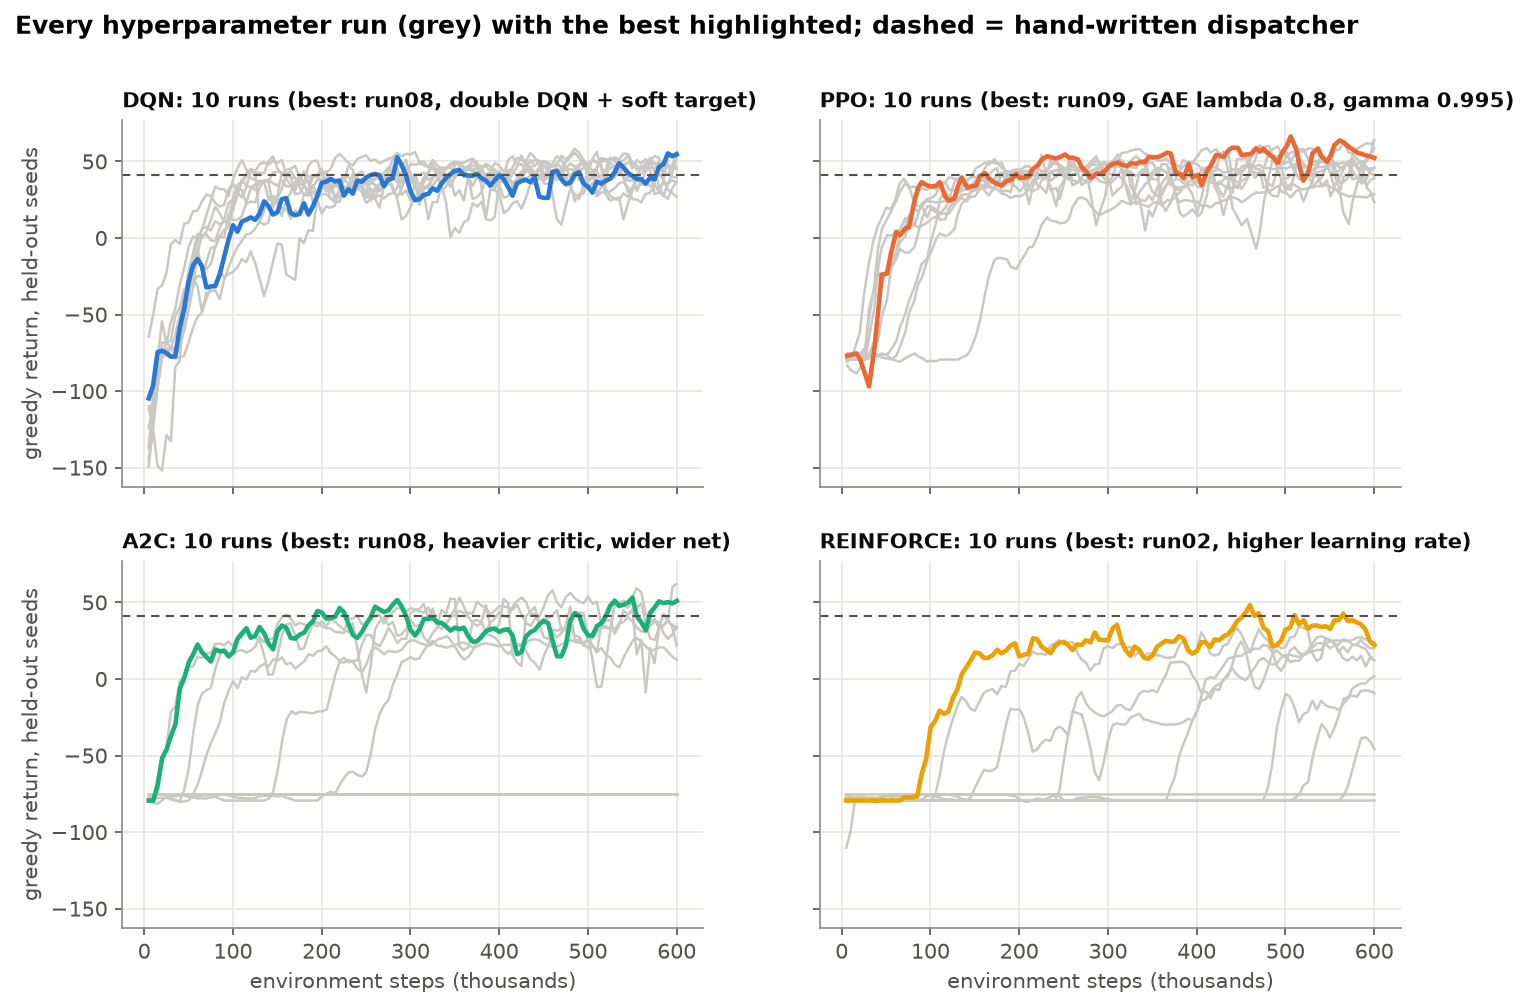 Every hyperparameter run (grey) with the best highlighted; dashed = hand-written dispatcher
DQN: 10 runs (best: run08, double DQN + soft target)
PPO: 10 runs (best: run09, GAE lambda 0.8, gamma 0.995)
greedy return, held-out seeds
50
0
−50
−100
−150
A2C: 10 runs (best: run08, heavier critic, wider net)
REINFORCE: 10 runs (best: run02, higher learning rate)
greedy return, held-out seeds
50
0
−50
−100
−150
0 100 200 300 400 500 600
0 100 200 300 400 500 600
environment steps (thousands)
environment steps (thousands)